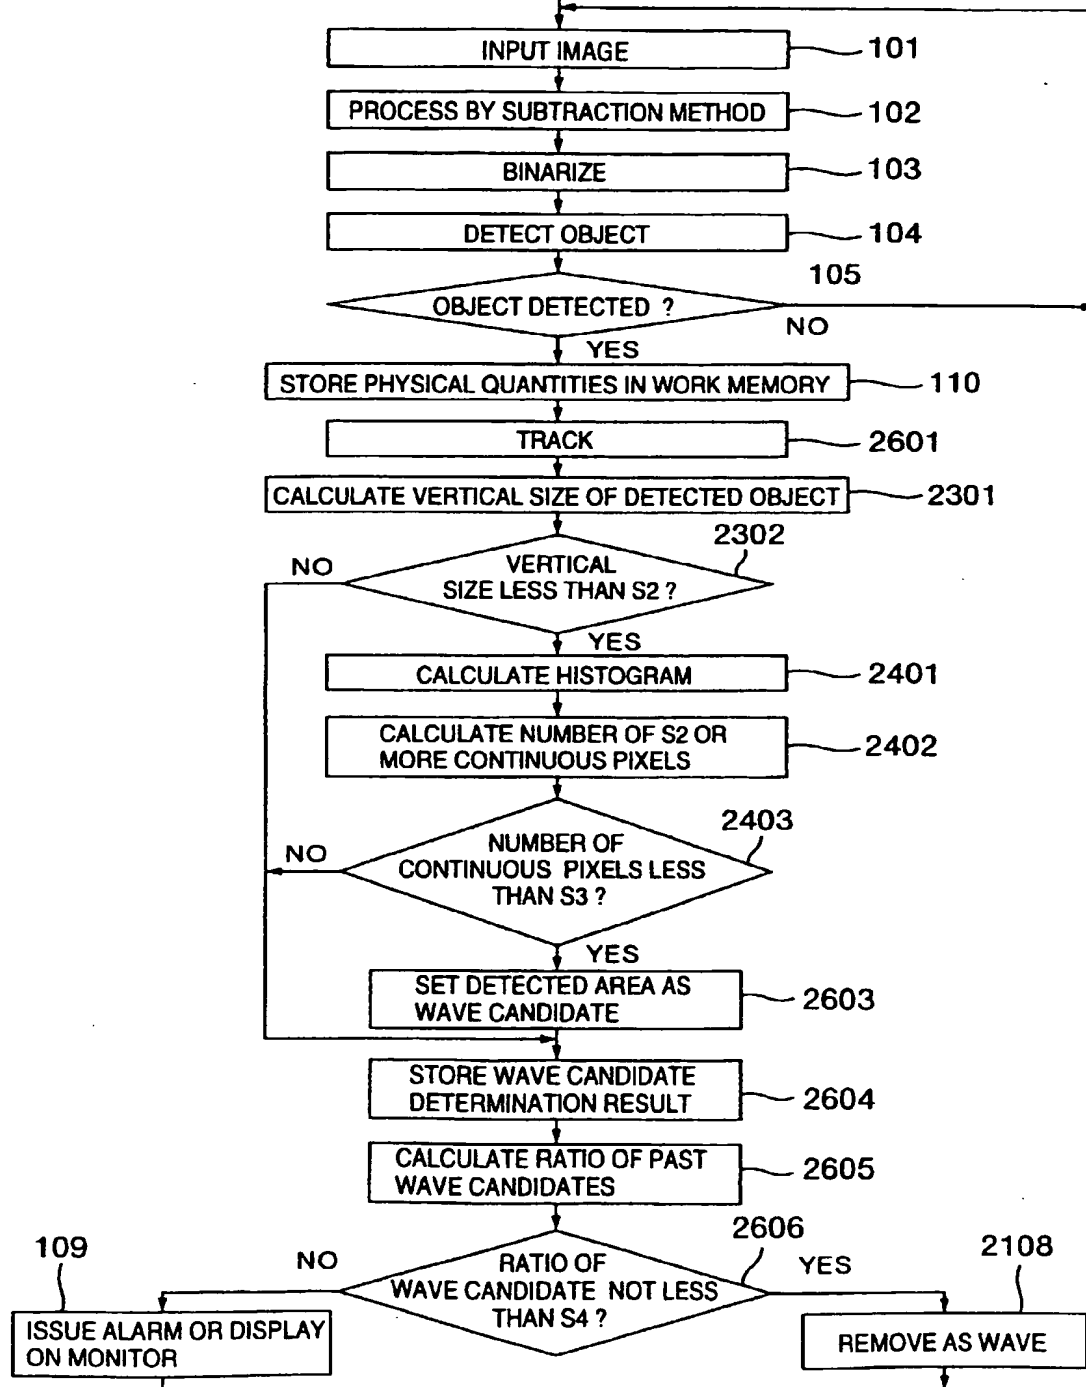 INPUT IMAGE
101
PROCESS BY SUBTRACTION METHOD
102
BINARIZE
103
DETECT OBJECT
104
105
OBJECT DETECTED ?
NO
YES
STORE PHYSICAL QUANTITIES IN WORK MEMORY
110
TRACK
2601
CALCULATE VERTICAL SIZE OF DETECTED OBJECT
2301
2302
NO
VERTICAL
SIZE LESS THAN S2 ?
YES
CALCULATE HISTOGRAM
2401
CALCULATE NUMBER OF S2 OR
MORE CONTINUOUS PIXELS
2402
2403
NO
NUMBER OF
CONTINUOUS PIXELS LESS
THAN S3 ?
YES
SET DETECTED AREA AS
WAVE CANDIDATE
2603
STORE WAVE CANDIDATE
DETERMINATION RESULT
2604
CALCULATE RATIO OF PAST
WAVE CANDIDATES
2605
2606
109
NO
RATIO OF
WAVE CANDIDATE NOT LESS
THAN S4 ?
YES
2108
ISSUE ALARM OR DISPLAY
ON MONITOR
REMOVE AS WAVE